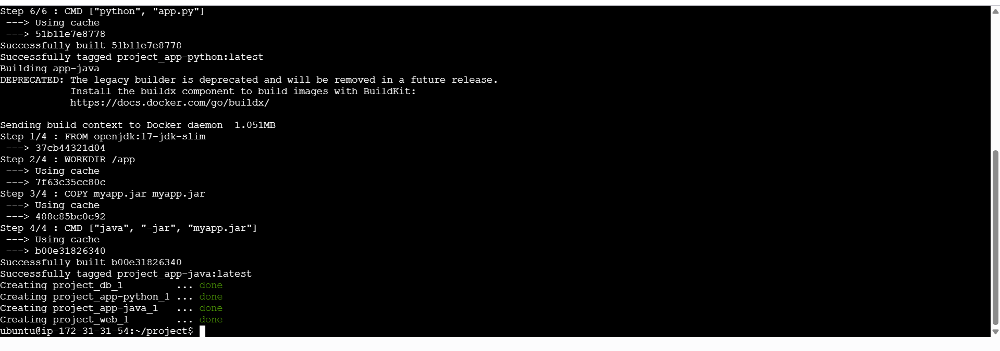 Step 6/6 : CMD ["python", "app.py"]
 ---> Using cache
 ---> 51b11e7e8778
Successfully built 51b11e7e8778
Successfully tagged project_app-python:latest
Building app-java
DEPRECATED: The legacy builder is deprecated and will be removed in a future release.
            Install the buildx component to build images with BuildKit:
            https://docs.docker.com/go/buildx/

Sending build context to Docker daemon  1.051MB
Step 1/4 : FROM openjdk:17-jdk-slim
 ---> 37cb44321d04
Step 2/4 : WORKDIR /app
 ---> Using cache
 ---> 7f63c35cc80c
Step 3/4 : COPY myapp.jar myapp.jar
 ---> Using cache
 ---> 488c85bc0c92
Step 4/4 : CMD ["java", "-jar", "myapp.jar"]
 ---> Using cache
 ---> b00e31826340
Successfully built b00e31826340
Successfully tagged project_app-java:latest
Creating project_db_1         ... done
Creating project_app-python_1 ... done
Creating project_app-java_1   ... done
Creating project_web_1        ... done
ubuntu@ip-172-31-31-54:~/project$